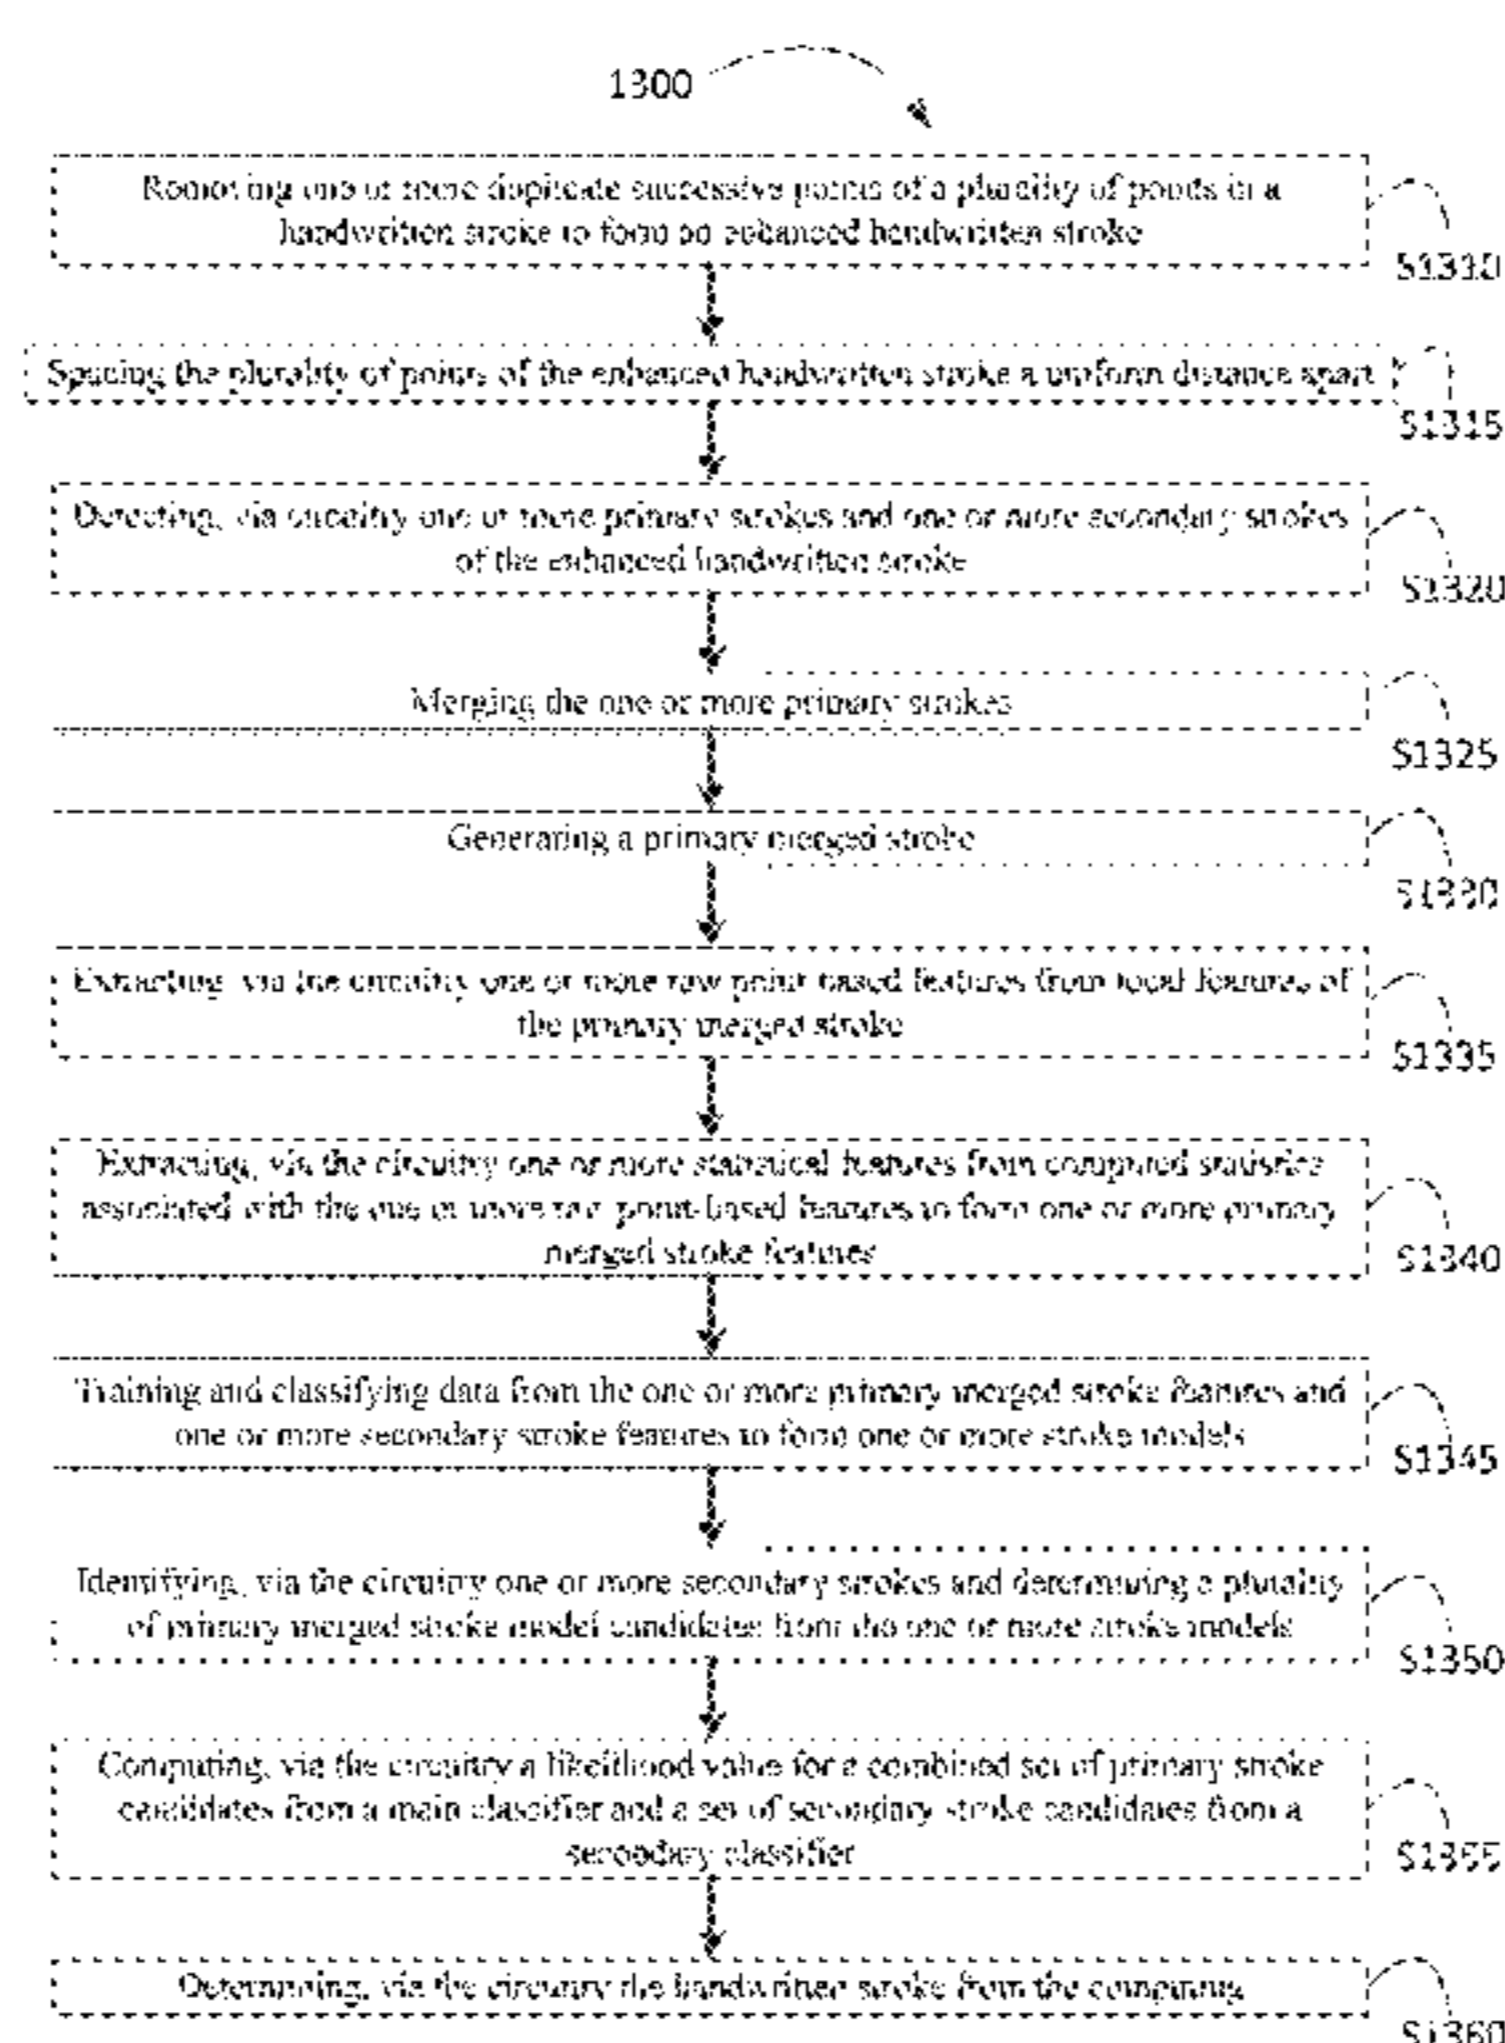 1300
Removing one or more duplicate successive points of a plurality of points in a
handwritten stroke to form an enhanced handwritten stroke
S1310
Spacing the plurality of points of the enhanced handwritten stroke a uniform distance apart
S1315
Detecting, via circuitry one or more primary strokes and one or more secondary strokes
of the enhanced handwritten stroke
S1320
Merging the one or more primary strokes
S1325
Generating a primary merged stroke
S1330
Extracting, via the circuitry one or more raw point based features from local features of
the primary merged stroke
S1335
Extracting, via the circuitry one or more statistical features from computed statistics
associated with the one or more raw point-based features to form one or more primary
merged stroke features
S1340
Training and classifying data from the one or more primary merged stroke features and
one or more secondary stroke features to form one or more stroke models
S1345
Identifying, via the circuitry one or more secondary strokes and determining a plurality
of primary merged stroke model candidates from the one or more stroke models
S1350
Computing, via the circuitry a likelihood value for a combined set of primary stroke
candidates from a main classifier and a set of secondary stroke candidates from a
secondary classifier
S1355
Determining, via the circuitry the handwritten stroke from the computing
S1360